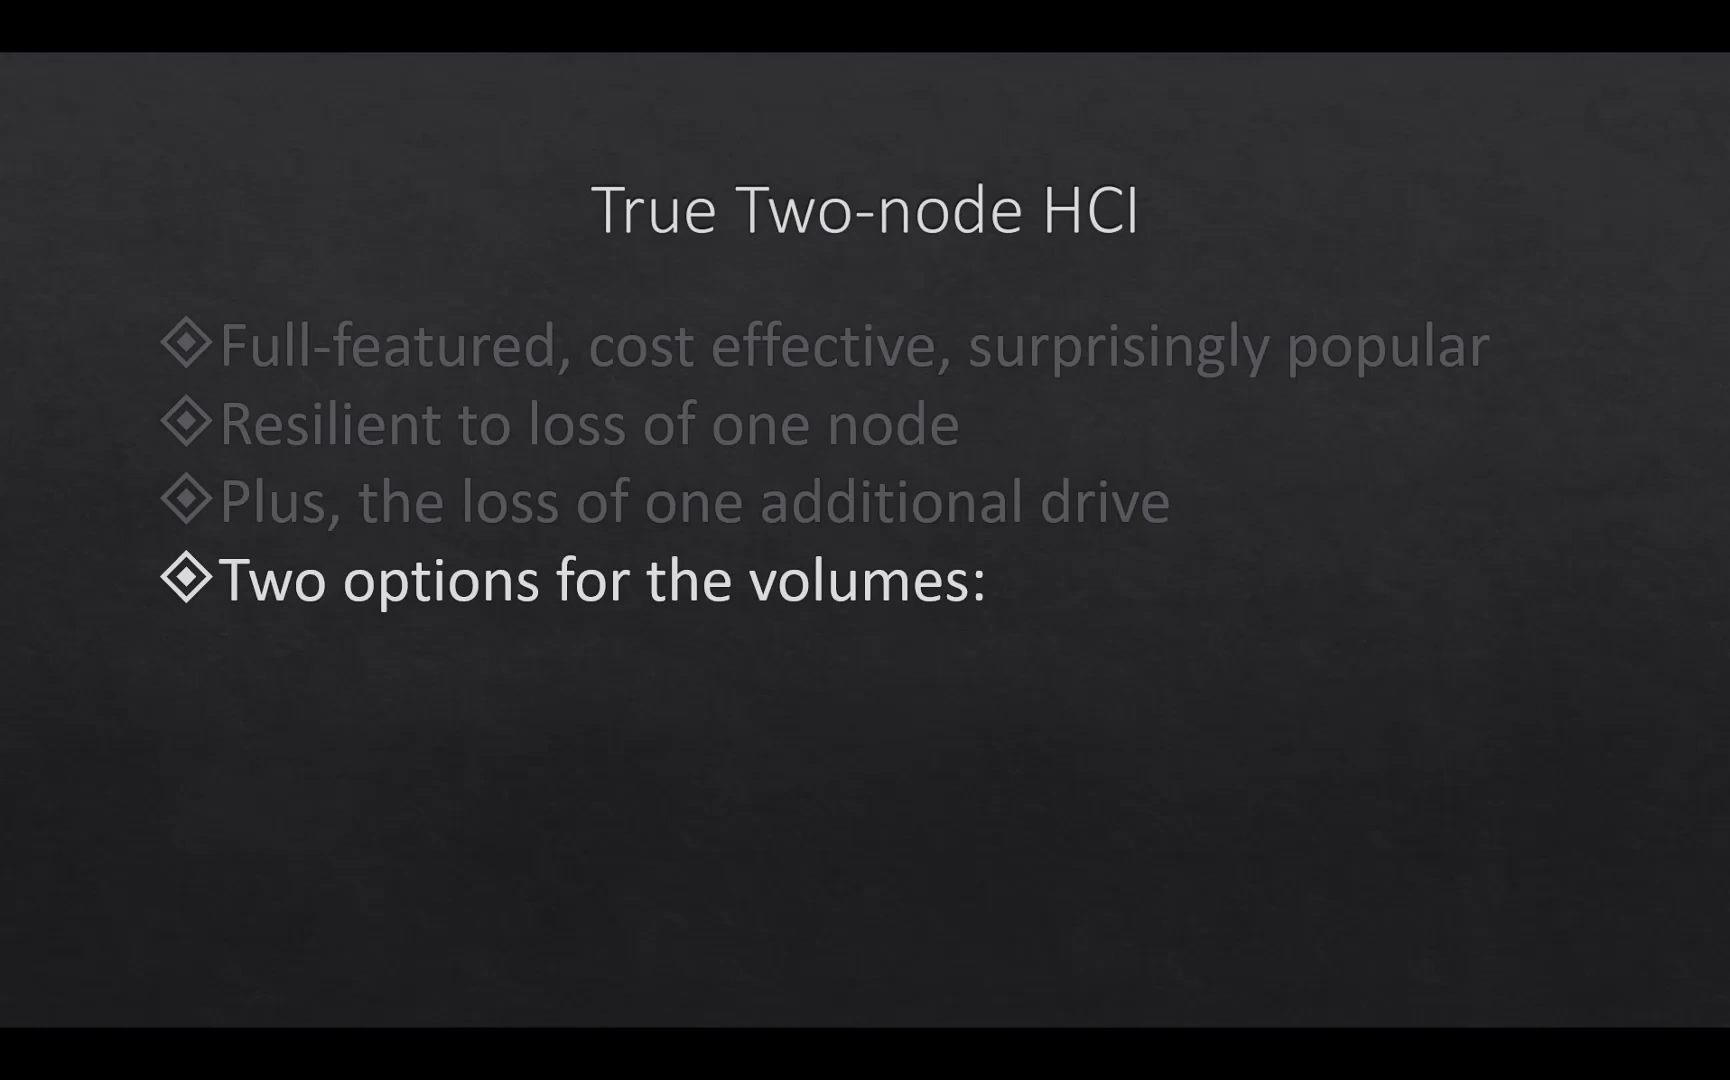 True Two-node HCI
Full-featured, cost effective, surprisingly popular
Resilient to loss of one node
Plus, the loss of one additional drive
Two options for the volumes: